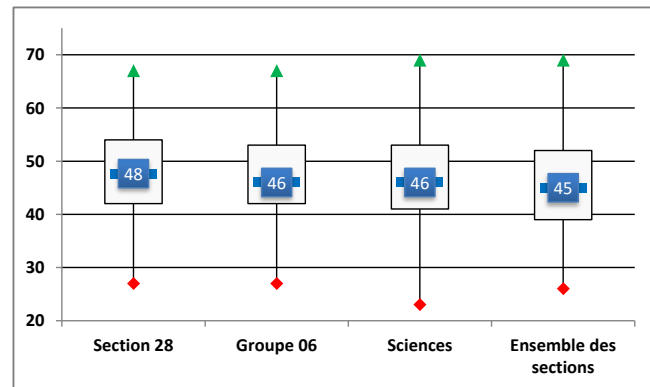 70
60
50
40
30
20
48
46
46
45
Section 28
Groupe 06
Sciences
Ensemble des
sections